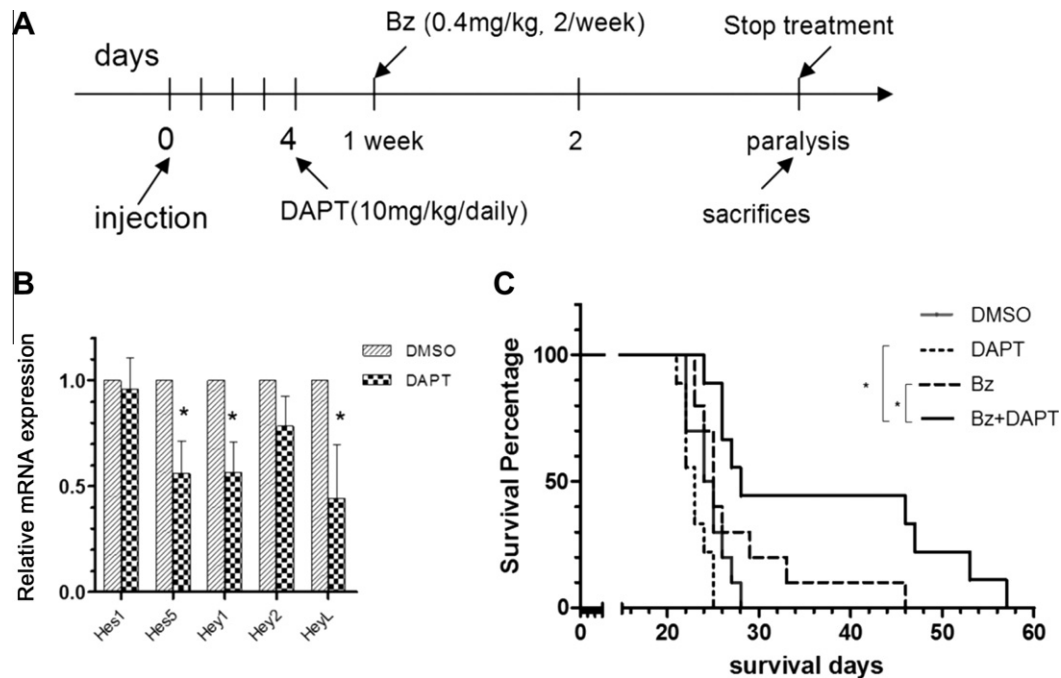 A
days
Bz (0.4mg/kg, 2/week)
Stop treatment
0
4
1 week
2
paralysis
injection
DAPT(10mg/kg/daily)
sacrifices
B
Relative mRNA expression
1.0
0.5
0.0
DMSO
DAPT
*
*
*
Hes1
Hes5
Hey1
Hey2
HeyL
C
Survival Percentage
100
50
0
0
20
30
40
50
60
survival days
DMSO
DAPT
Bz
Bz+DAPT
*
*